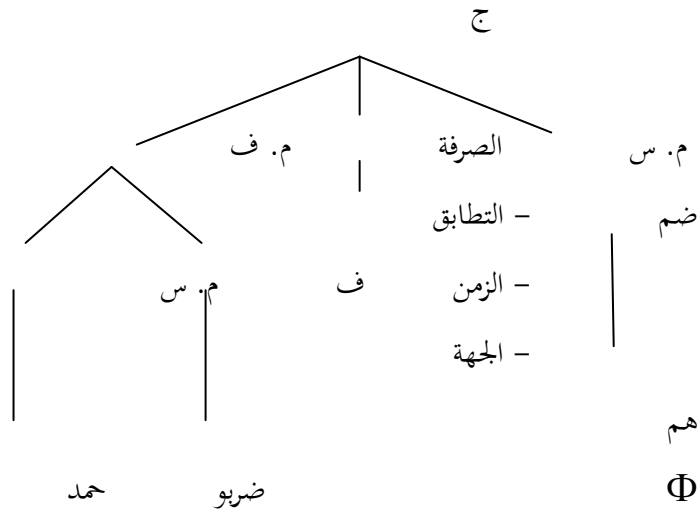 ج
م. س الصرفة م. ف
ضم – التطابق
– الزمن ف م. س
– الجهة
هم
Φ ضربو حمد